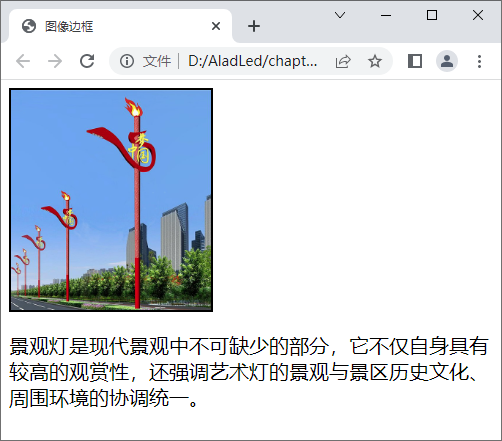 图像边框
文件 D:/AladLed/chapt...
景观灯是现代景观中不可缺少的部分，它不仅自身具有
较高的观赏性，还强调艺术灯的景观与景区历史文化、
周围环境的协调统一。